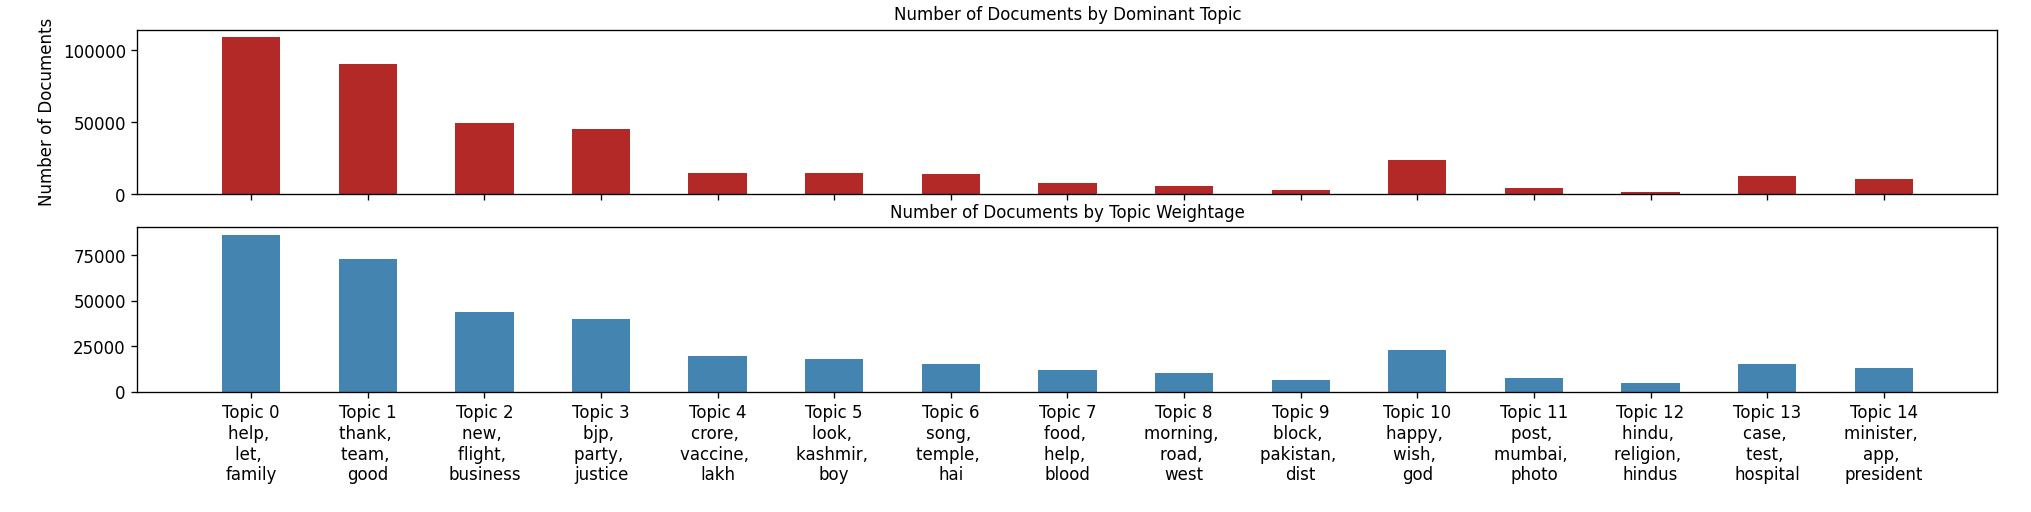 Number of Documents by Dominant Topic
Number of Documents
100000
50000
0
Number of Documents by Topic Weightage
75000
50000
25000
0
Topic 0 Topic 1 Topic 2 Topic 3 Topic 4 Topic 5 Topic 6 Topic 7 Topic 8 Topic 9 Topic 10 Topic 11 Topic 12 Topic 13 Topic 14
help, thank, new, bjp, crore, look, song, food, morning, block, happy, post, hindu, case, minister,
let, team, flight, party, vaccine, kashmir, temple, help, road, pakistan, wish, mumbai, religion, test, app,
family good business justice lakh boy hai blood west dist god photo hindus hospital president